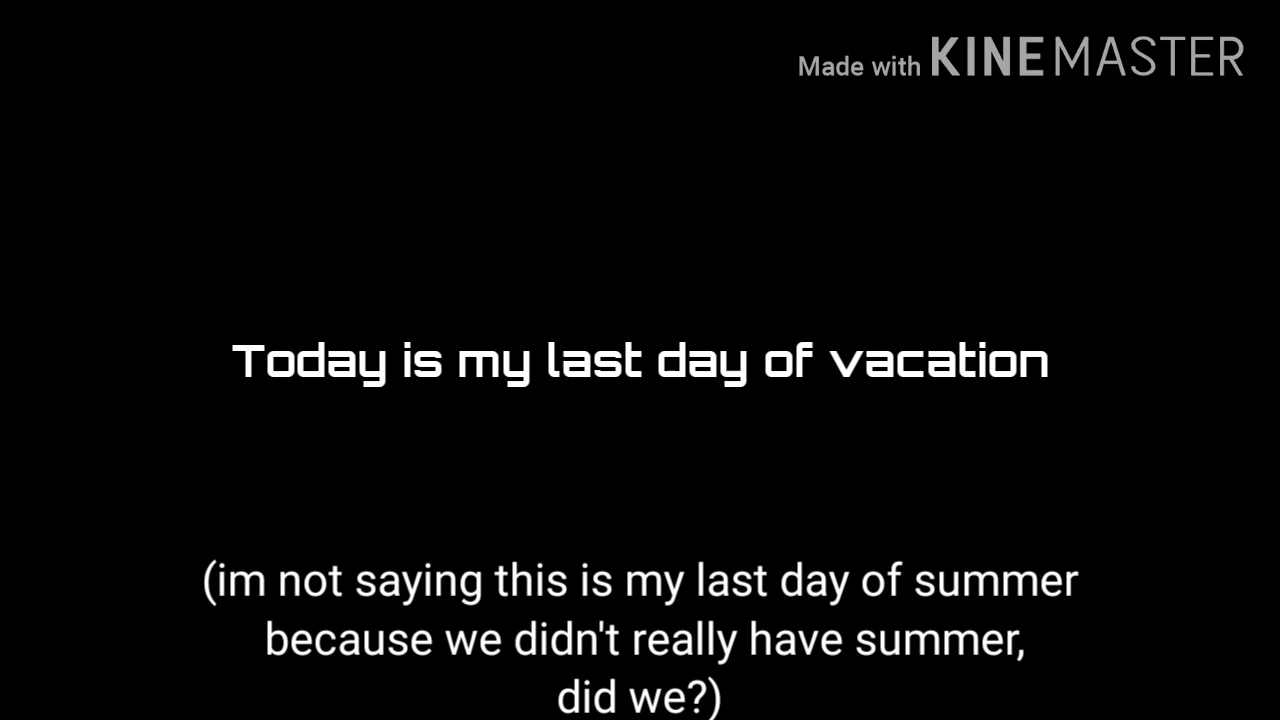 Made with KINEMASTER
Today is my last day of vacation
(im not saying this is my last day of summer
because we didn't really have summer,
did we?)